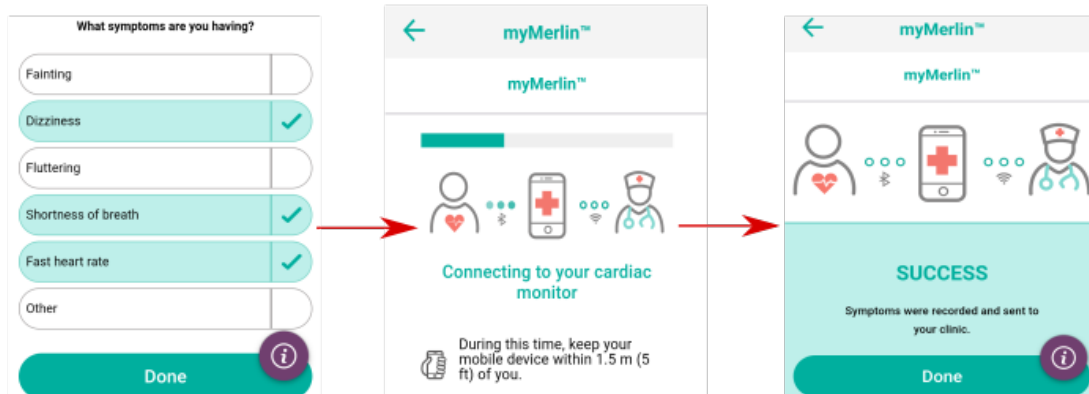 What symptoms are you having?
Fainting
Dizziness
Fluttering
Shortness of breath
Fast heart rate
Other
Done
i
myMerlin™
myMerlin™
Connecting to your cardiac
monitor
During this time, keep your
mobile device within 1.5 m (5
ft) of you.
myMerlin™
myMerlin™
SUCCESS
Symptoms were recorded and sent to
your clinic.
Done
i